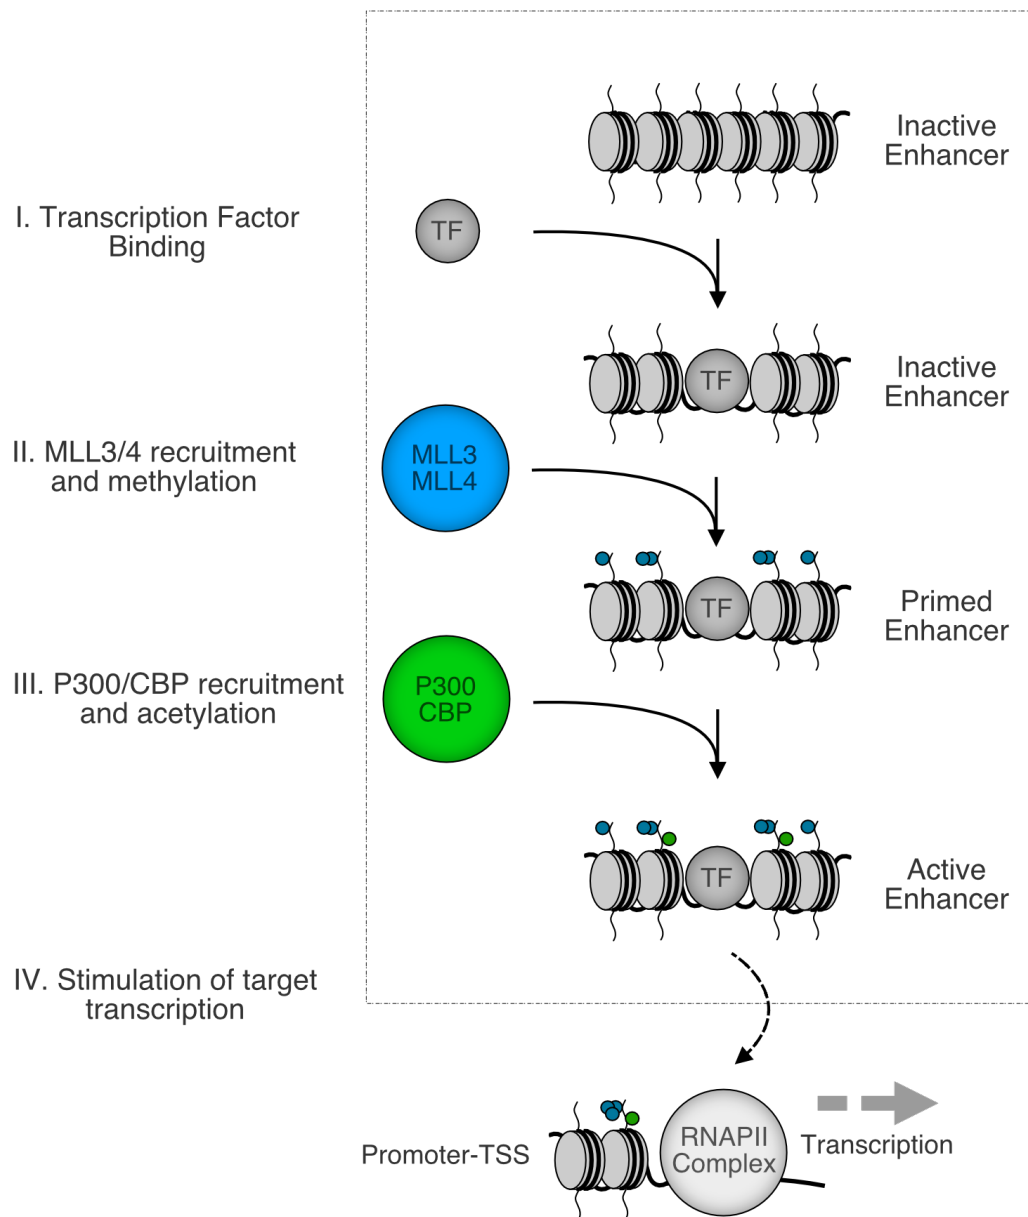 Inactive
Enhancer
I. Transcription Factor
Binding
TF
TF
Inactive
Enhancer
II. MLL3/4 recruitment
and methylation
MLL3
MLL4
TF
Primed
Enhancer
III. P300/CBP recruitment
and acetylation
P300
CBP
TF
Active
Enhancer
IV. Stimulation of target
transcription
Promoter-TSS
RNAPII
Complex
Transcription